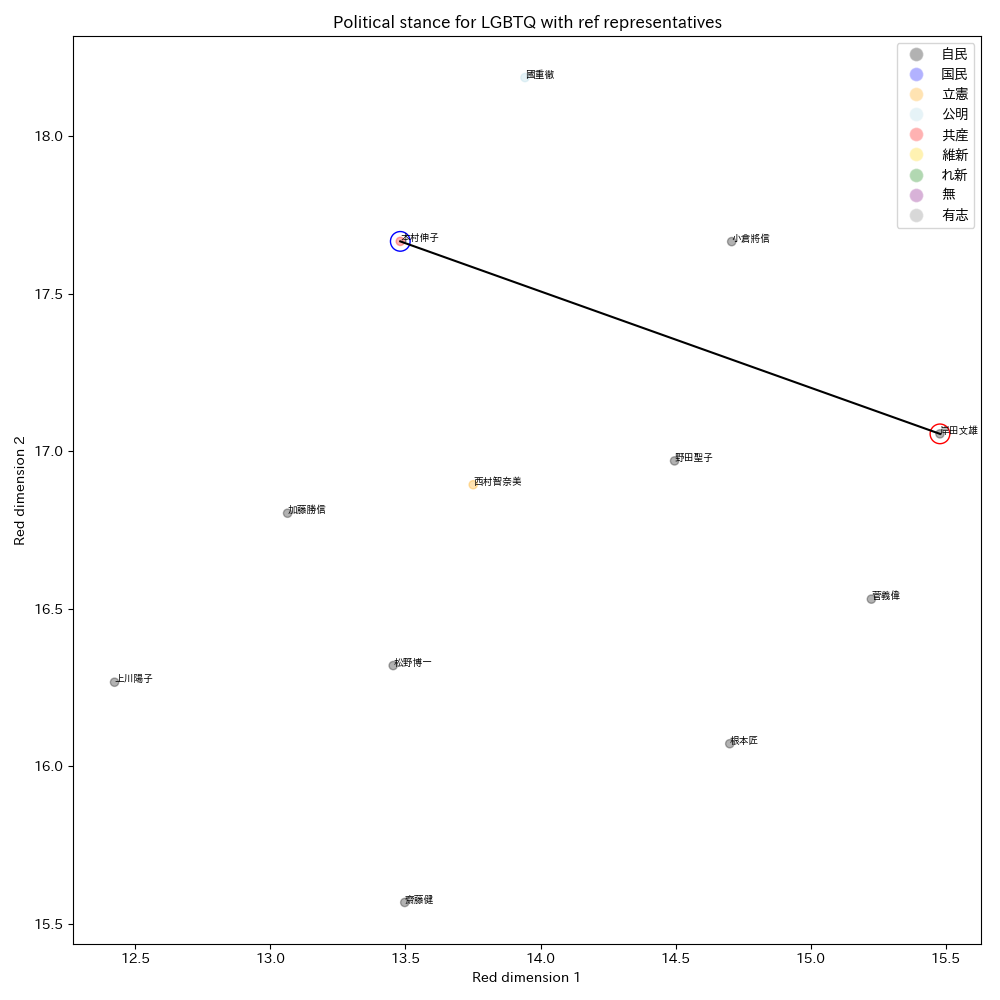 Political stance for LGBTQ with ref representatives
自民
国民
立憲
公明
共産
維新
れ新
無
有志
國重徹
本村伸子
小倉將信
岸田文雄
野田聖子
西村智奈美
加藤勝信
菅義偉
松野博一
上川陽子
根本匠
齋藤健
18.0
17.5
17.0
16.5
16.0
15.5
Red dimension 2
12.5
13.0
13.5
14.0
14.5
15.0
15.5
Red dimension 1